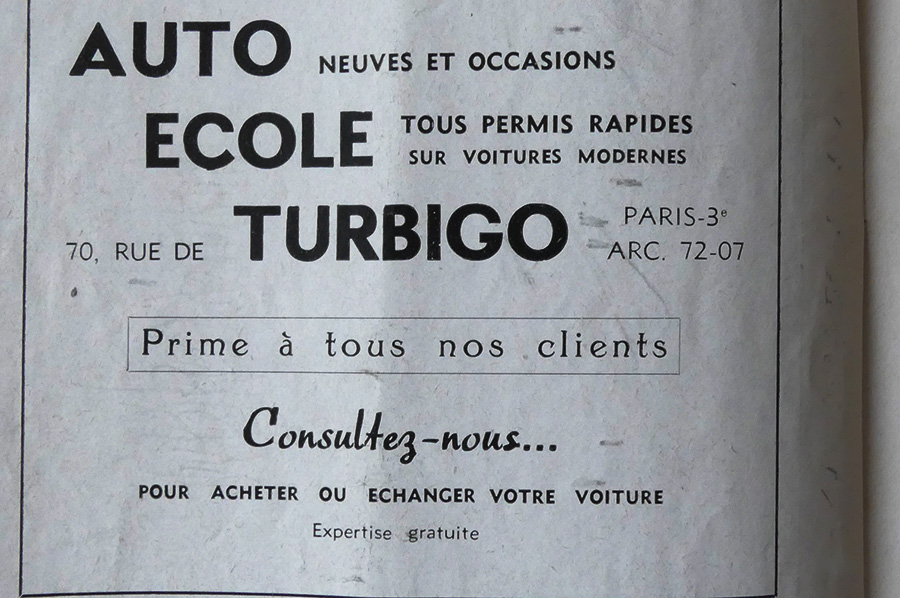 AUTO NEUVES ET OCCASIONS
ECOLE TOUS PERMIS RAPIDES
SUR VOITURES MODERNES
70, RUE DE TURBIGO PARIS-3e
ARC. 72-07
Prime à tous nos clients
Consultez-nous...
POUR ACHETER OU ECHANGER VOTRE VOITURE
Expertise gratuite